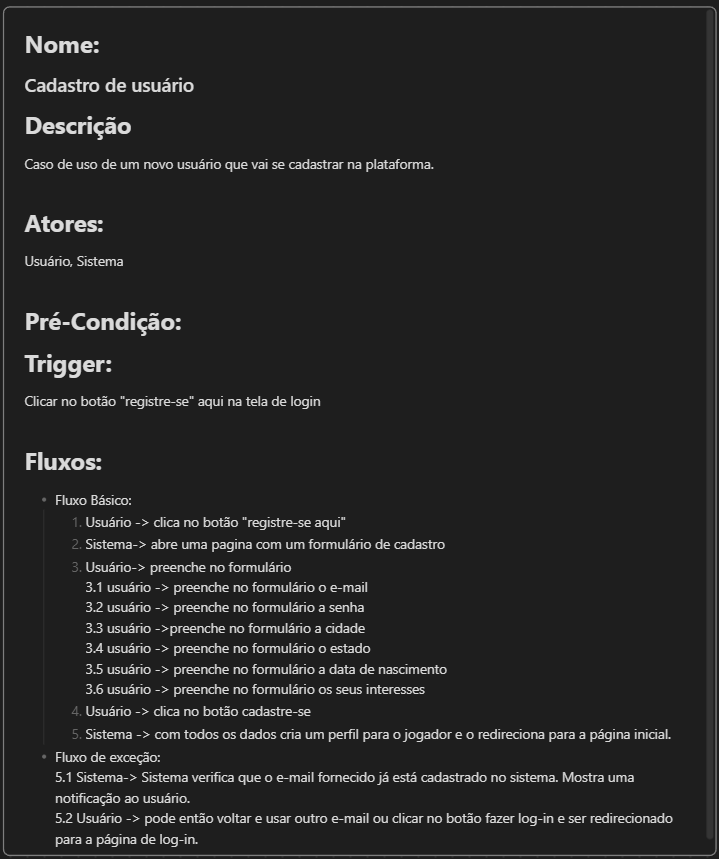 Nome:
Cadastro de usuário
Descrição
Caso de uso de um novo usuário que vai se cadastrar na plataforma.
Atores:
Usuário, Sistema
Pré-Condição:
Trigger:
Clicar no botão "registre-se" aqui na tela de login
Fluxos:
• Fluxo Básico:
1. Usuário -> clica no botão "registre-se aqui"
2. Sistema-> abre uma pagina com um formulário de cadastro
3. Usuário-> preenche no formulário
3.1 usuário -> preenche no formulário o e-mail
3.2 usuário -> preenche no formulário a senha
3.3 usuário ->preenche no formulário a cidade
3.4 usuário -> preenche no formulário o estado
3.5 usuário -> preenche no formulário a data de nascimento
3.6 usuário -> preenche no formulário os seus interesses
4. Usuário -> clica no botão cadastre-se
5. Sistema -> com todos os dados cria um perfil para o jogador e o redireciona para a página inicial.
• Fluxo de exceção:
5.1 Sistema-> Sistema verifica que o e-mail fornecido já está cadastrado no sistema. Mostra uma
notificação ao usuário.
5.2 Usuário -> pode então voltar e usar outro e-mail ou clicar no botão fazer log-in e ser redirecionado
para a página de log-in.